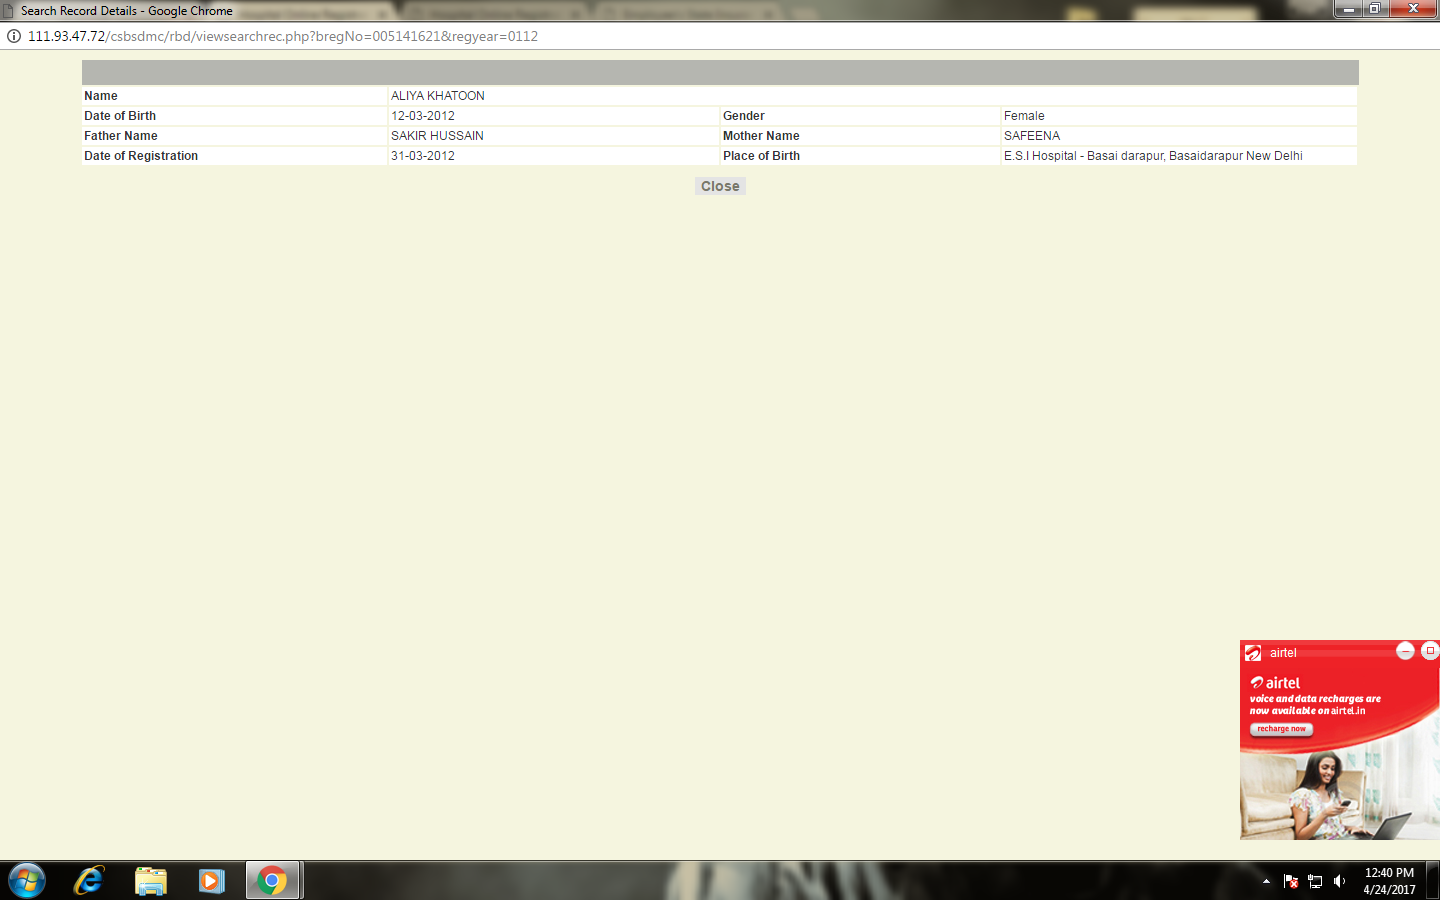 Search Record Details - Google Chrome
111.93.47.72/csbsdmc/rbd/viewsearchrec.php?bregNo=005141621&regyear=0112
Name ALIYA KHATOON
Date of Birth 12-03-2012 Gender Female
Father Name SAKIR HUSSAIN Mother Name SAFEENA
Date of Registration 31-03-2012 Place of Birth E.S.I Hospital - Basai darapur, Basaidarapur New Delhi
Close
airtel
airtel
voice and data recharges are
now available on airtel.in
recharge now
12:40 PM
4/24/2017